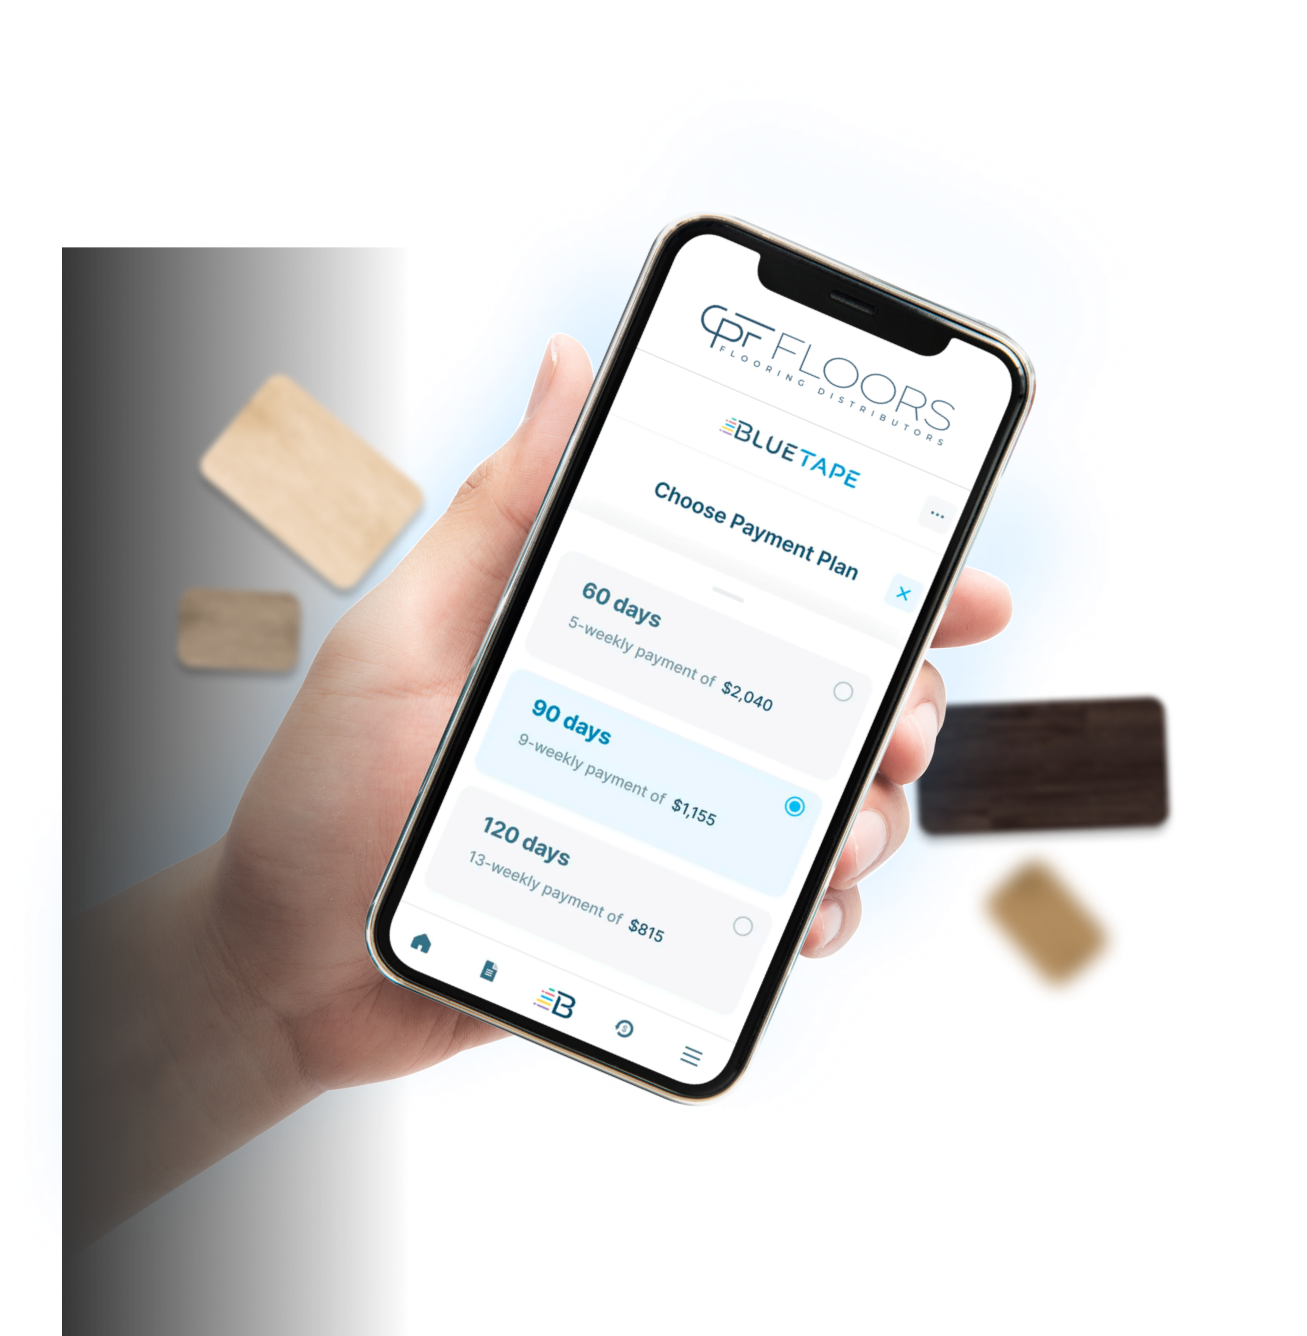 CPF FLOORS
FLOORING DISTRIBUTORS
BLUETAPE
...
Choose Payment Plan
60 days
5-weekly payment of $2,040
90 days
9-weekly payment of $1,155
120 days
13-weekly payment of $815
B
$